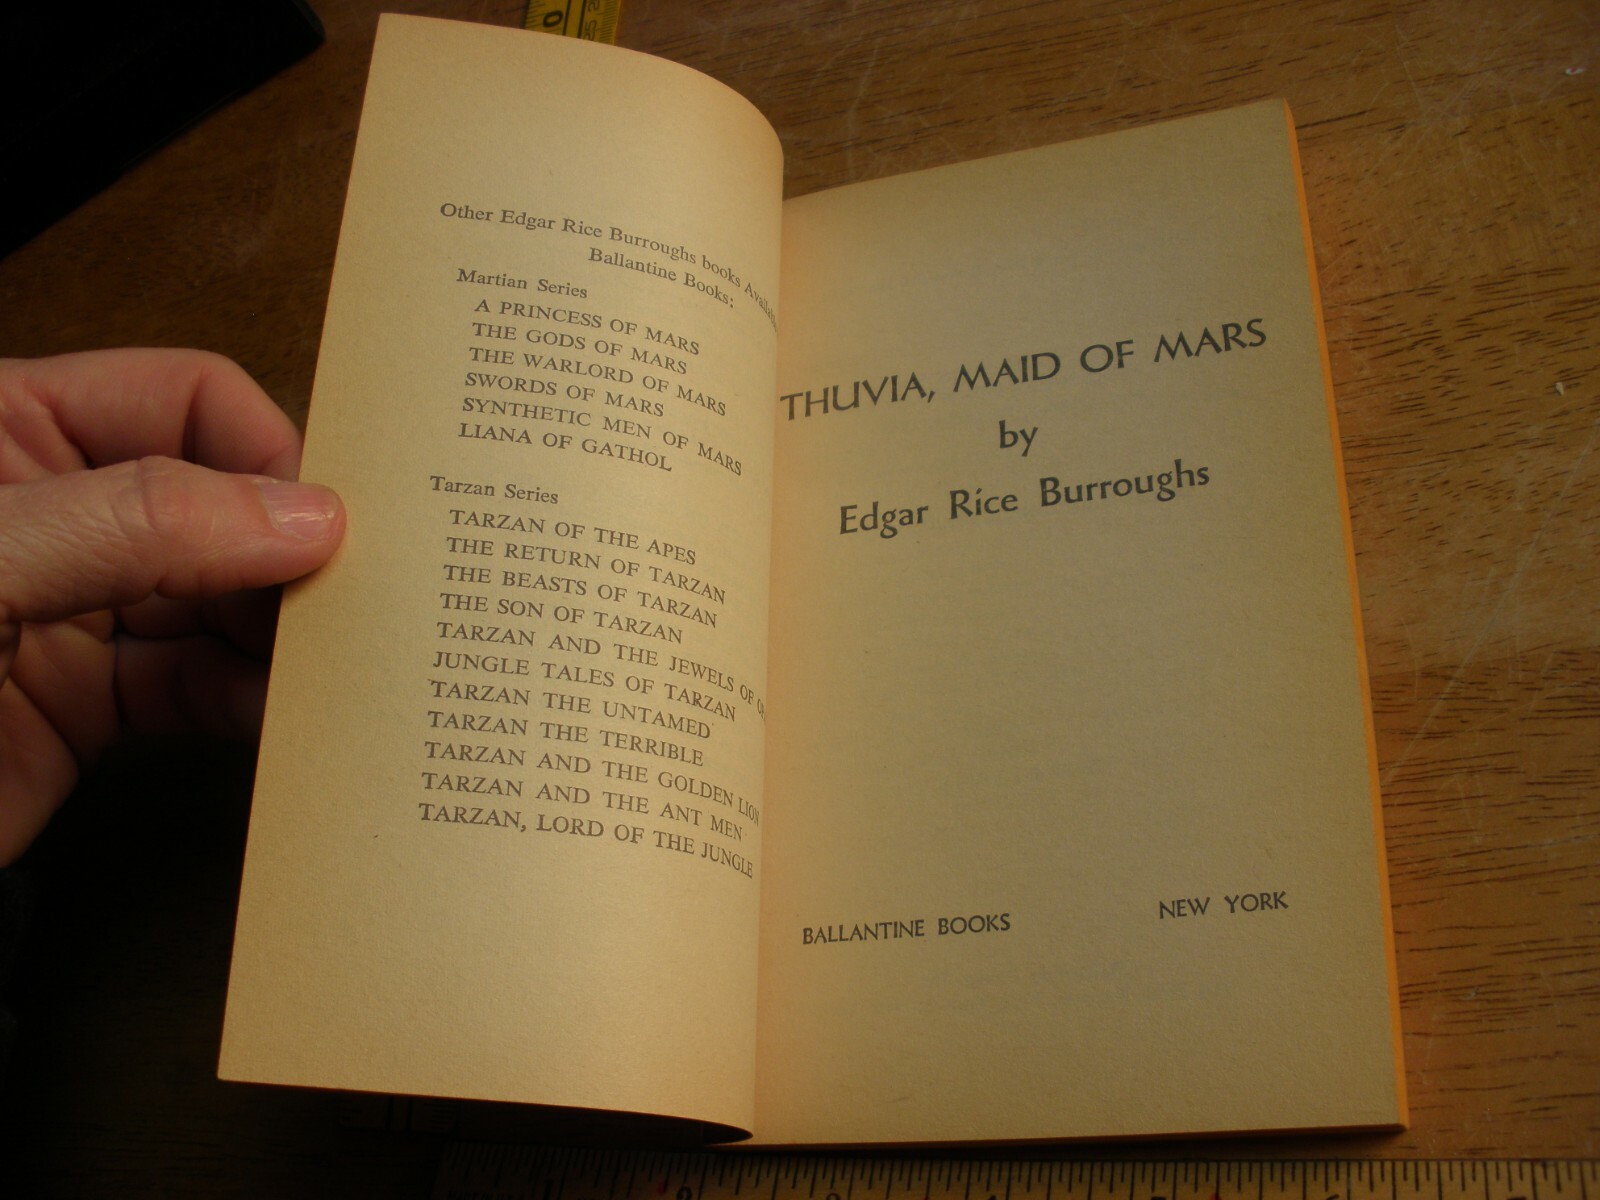 Other Edgar Rice Burroughs books
Ballantine Books:
Martian Series
A PRINCESS OF MARS
THE GODS OF MARS
THE WARLORD OF MARS
SWORDS OF MARS
SYNTHETIC MEN OF MARS
LIANA OF GATHOL
Tarzan Series
TARZAN OF THE APES
THE RETURN OF TARZAN
THE BEASTS OF TARZAN
THE SON OF TARZAN
TARZAN AND THE JEWELS OF
JUNGLE TALES OF TARZAN
TARZAN THE UNTAMED
TARZAN THE TERRIBLE
TARZAN AND THE GOLDEN LION
TARZAN AND THE ANT MEN
TARZAN, LORD OF THE JUNGLE
THUVIA, MAID OF MARS
by
Edgar Rice Burroughs
BALLANTINE BOOKS NEW YORK